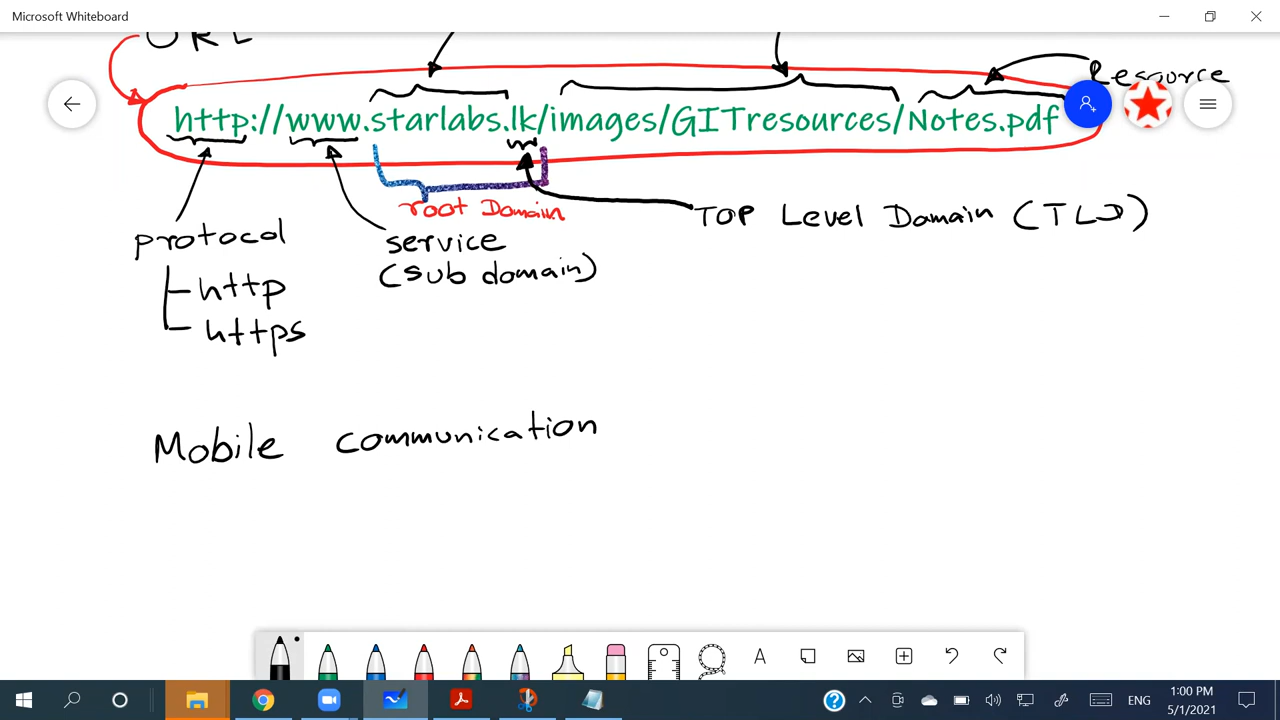 Microsoft Whiteboard
URL
Resource
http://www.starlabs.lk/images/GITresources/Notes.pdf
root Domain
TOP Level Domain (TLD)
protocol
service
(sub domain)
http
https
Mobile communication
ENG
1:00 PM
5/1/2021